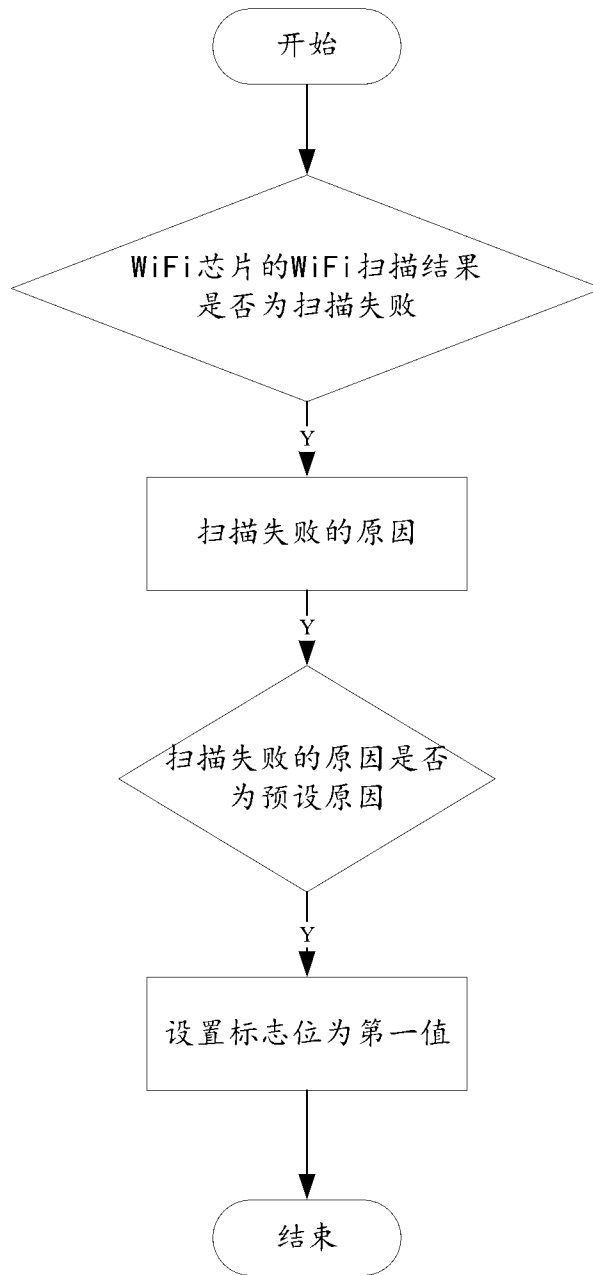 开始
WiFi芯片的WiFi扫描结果
是否为扫描失败
Y
扫描失败的原因
Y
扫描失败的原因是否
为预设原因
Y
设置标志位为第一值
结束